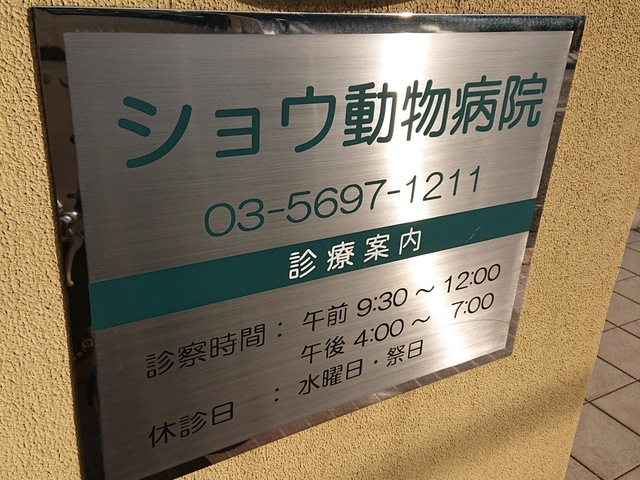 ショウ動物病院
03-5697-1211
診療案内
診察時間： 午前 9:30 ～ 12:00
午後 4:00 ～ 7:00
休診日 ： 水曜日・祭日